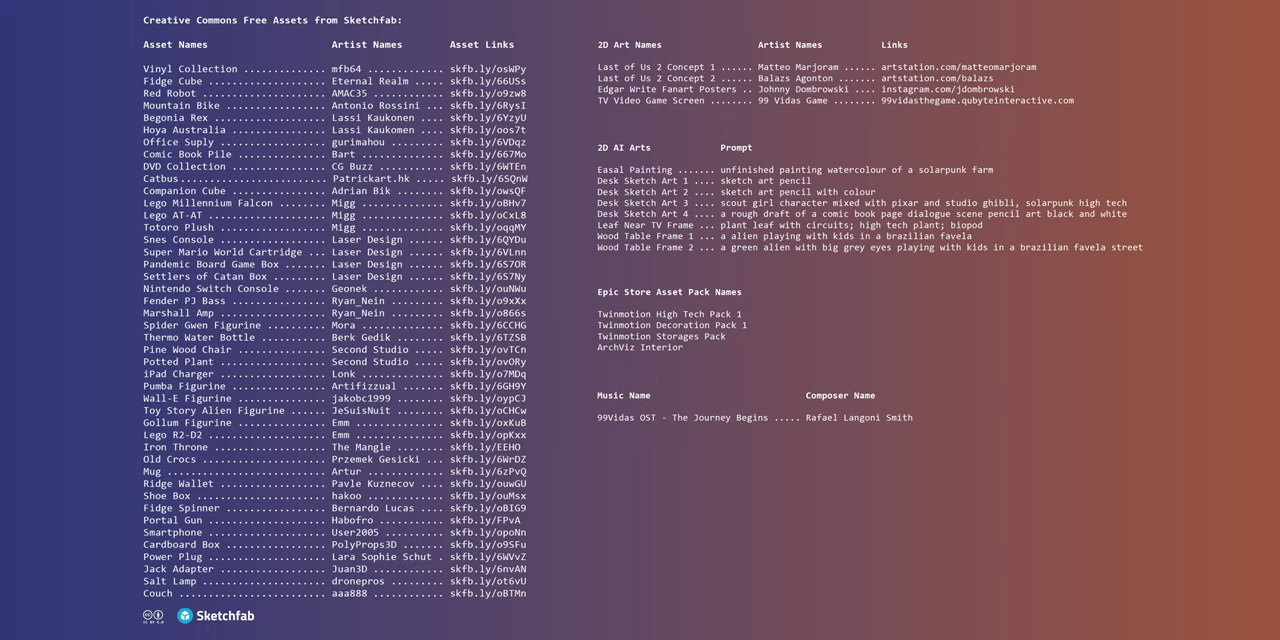 Creative Commons Free Assets from Sketchfab:
Asset Names Artist Names Asset Links
Vinyl Collection ............... mfb64 ............ skfb.ly/osWPy
Fidge Cube ..................... Eternal Realm .... skfb.ly/66USs
Red Robot ...................... AMAC35 ........... skfb.ly/o9zw8
Mountain Bike .................. Antonio Rossini ... skfb.ly/6RysI
Begonia Rex .................... Lassi Kaukonen .... skfb.ly/6YzyU
Hoya Australia ................. Lassi Kaukomen .... skfb.ly/oos7t
Office Suply ................... gurimahou ......... skfb.ly/6VDqz
Comic Book Pile ................ Bart .............. skfb.ly/667Mo
DVD Collection ................. CG Buzz ........... skfb.ly/6WTEn
Catbus......................... Patrickart.hk ..... skfb.ly/6SQnW
Companion Cube ................. Adrian Bik ........ skfb.ly/owsQF
Lego Millennium Falcon ......... Migg .............. skfb.ly/oBHv7
Lego AT-AT ..................... Migg .............. skfb.ly/oCxL8
Totoro Plush ................... Migg .............. skfb.ly/oqqMY
Snes Console ................... Laser Design ...... skfb.ly/6QYDu
Super Mario World Cartridge ... Laser Design ...... skfb.ly/6VLnn
Pandemic Board Game Box ....... Laser Design ...... skfb.ly/6S7OR
Settlers of Catan Box .......... Laser Design ...... skfb.ly/6S7Ny
Nintendo Switch Console ....... Geonek ............ skfb.ly/ouNWu
Fender PJ Bass ................. Ryan_Nein ......... skfb.ly/o9xXx
Marshall Amp ................... Ryan_Nein ......... skfb.ly/o866s
Spider Gwen Figurine ........... Mora .............. skfb.ly/6CCHG
Thermo Water Bottle ............ Berk Gedik ........ skfb.ly/6TZSB
Pine Wood Chair ................ Second Studio ..... skfb.ly/ovTCn
Potted Plant ................... Second Studio ..... skfb.ly/ovORy
iPad Charger ................... Lonk .............. skfb.ly/o7MDq
Pumba Figurine ................. Artifizzual ....... skfb.ly/6GH9Y
Wall-E Figurine ................ jakobc1999 ........ skfb.ly/oypCJ
Toy Story Alien Figurine ...... JeSuisNuit ........ skfb.ly/oCHCw
Gollum Figurine ................ Emm ............... skfb.ly/oxKuB
Lego R2-D2 ..................... Emm ............... skfb.ly/opKxx
Iron Throne .................... The Mangle ........ skfb.ly/EEHO
Old Crocs ...................... Przemek Gesicki ... skfb.ly/6WrDZ
Mug ............................ Artur ............. skfb.ly/6zPvQ
Ridge Wallet ................... Pavle Kuznecov .... skfb.ly/ouwGU
Shoe Box ....................... hakoo ............. skfb.ly/ouMsx
Fidge Spinner .................. Bernardo Lucas .... skfb.ly/oBIG9
Portal Gun ..................... Habofro ........... skfb.ly/FPvA
Smartphone ..................... User2005 .......... skfb.ly/opoNn
Cardboard Box .................. PolyProps3D ....... skfb.ly/o9SFu
Power Plug ..................... Lara Sophie Schut . skfb.ly/6WVvZ
Jack Adapter ................... Juan3D ............ skfb.ly/6nvAN
Salt Lamp ...................... dronepros ......... skfb.ly/ot6vU
Couch .......................... aaa888 ............ skfb.ly/oBTMn
CC BY 4.0
Sketchfab
2D Art Names Artist Names Links
Last of Us 2 Concept 1 ...... Matteo Marjoram ...... artstation.com/matteomarjoram
Last of Us 2 Concept 2 ...... Balazs Agonton ....... artstation.com/balazs
Edgar Write Fanart Posters .. Johnny Dombrowski .... instagram.com/jdombrowski
TV Video Game Screen ........ 99 Vidas Game ........ 99vidasthegame.qubyteinteractive.com
2D AI Arts Prompt
Easal Painting ....... unfinished painting watercolour of a solarpunk farm
Desk Sketch Art 1 .... sketch art pencil
Desk Sketch Art 2 .... sketch art pencil with colour
Desk Sketch Art 3 .... scout girl character mixed with pixar and studio ghibli, solarpunk high tech
Desk Sketch Art 4 .... a rough draft of a comic book page dialogue scene pencil art black and white
Leaf Near TV Frame ... plant leaf with circuits; high tech plant; biopod
Wood Table Frame 1 ... a alien playing with kids in a brazilian favela
Wood Table Frame 2 ... a green alien with big grey eyes playing with kids in a brazilian favela street
Epic Store Asset Pack Names
Twinmotion High Tech Pack 1
Twinmotion Decoration Pack 1
Twinmotion Storages Pack
ArchViz Interior
Music Name Composer Name
99Vidas OST - The Journey Begins ..... Rafael Langoni Smith